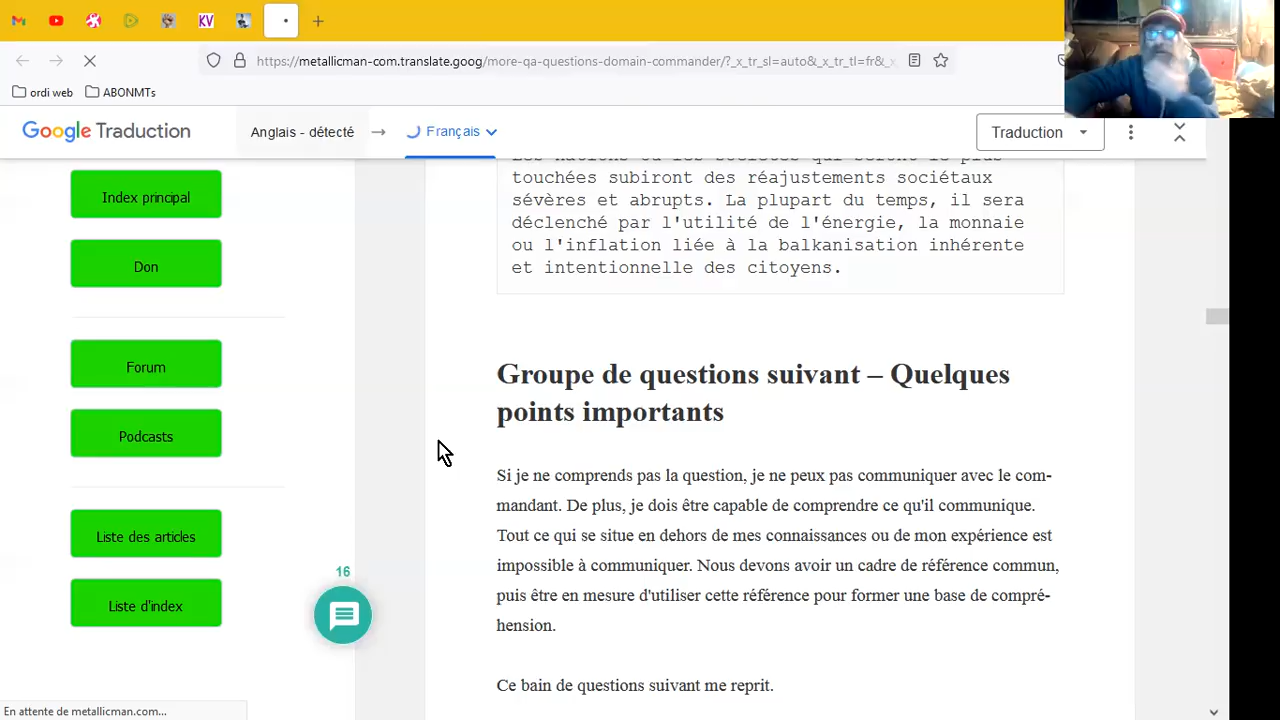 KV
https://metallicman-com.translate.goog/more-qa-questions-domain-commander/?_x_tr_sl=auto&_x_tr_tl=fr&_x
ordi web
ABONMTs
Google Traduction
Anglais - détecté
Français
Traduction
Index principal
Don
Forum
Podcasts
Liste des articles
Liste d'index
16
touchées subiront des réajustements sociétaux
sévères et abrupts. La plupart du temps, il sera
déclenché par l'utilité de l'énergie, la monnaie
ou l'inflation liée à la balkanisation inhérente
et intentionnelle des citoyens.
Groupe de questions suivant – Quelques
points importants
Si je ne comprends pas la question, je ne peux pas communiquer avec le com-
mandant. De plus, je dois être capable de comprendre ce qu'il communique.
Tout ce qui se situe en dehors de mes connaissances ou de mon expérience est
impossible à communiquer. Nous devons avoir un cadre de référence commun,
puis être en mesure d'utiliser cette référence pour former une base de compré-
hension.
Ce bain de questions suivant me reprit.
En attente de metallicman.com...